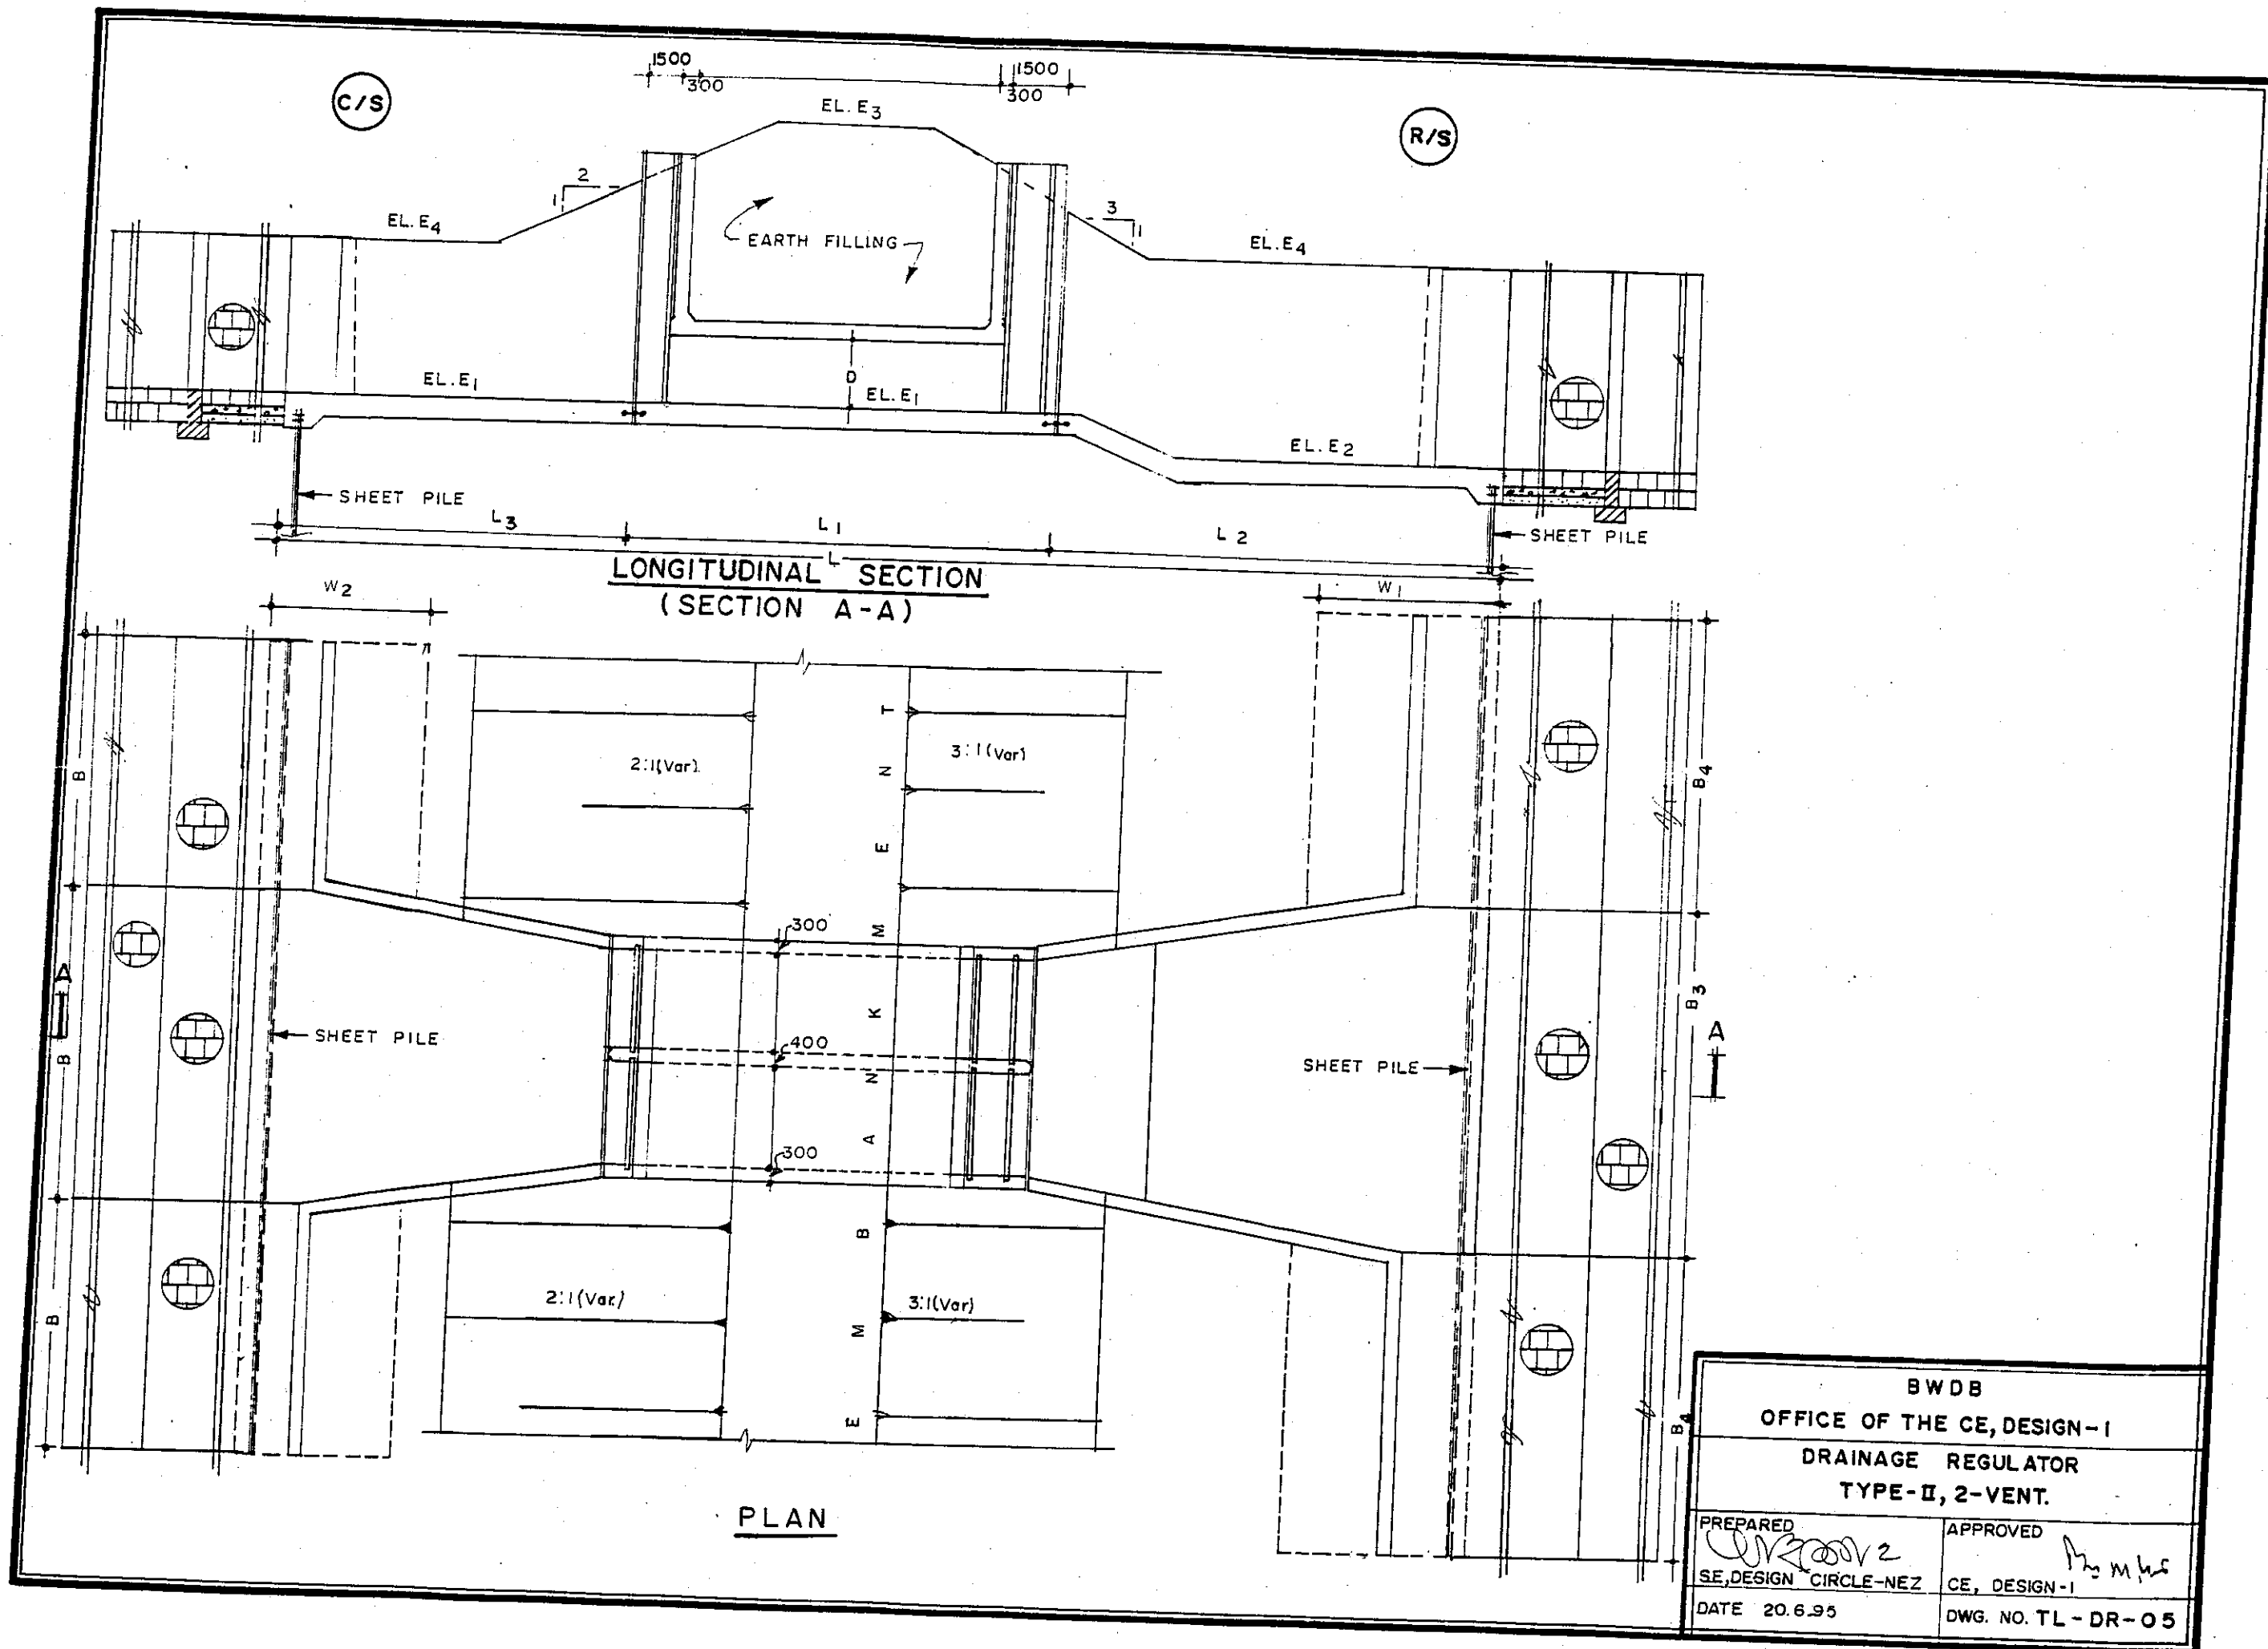 C/S
1500
300
1500
300
R/S
EL.E3
2
1
EL.E4
EARTH FILLING
3
1
EL.E4
EL.E1
D
EL.E1
EL.E2
SHEET PILE
L3
L1
L2
SHEET PILE
L
LONGITUDINAL SECTION
(SECTION A-A)
W2
W1
2:1(Var).
3:1(Var)
B
B4
EMBANKMENT
300
A
B
SHEET PILE
400
SHEET PILE
B3
A
300
2:1(Var.)
3:1(Var)
B
B4
PLAN
BWDB
OFFICE OF THE CE, DESIGN-1
DRAINAGE REGULATOR
TYPE-II, 2-VENT.
PREPARED
APPROVED
SE, DESIGN CIRCLE-NEZ
CE, DESIGN-1
DATE 20.6.95
DWG. NO. TL-DR-05